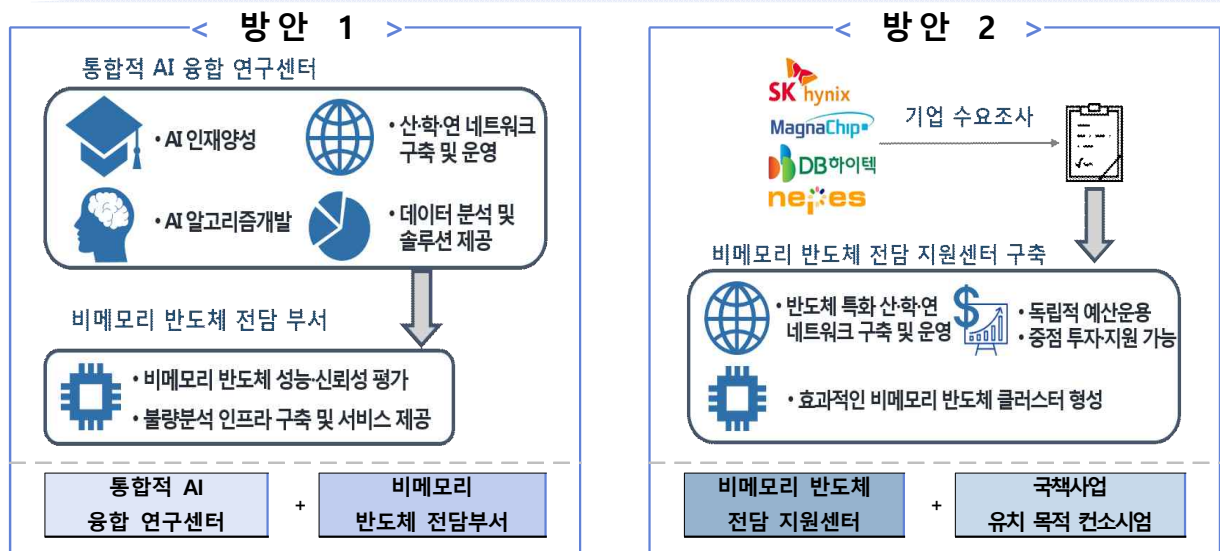 < 방안 1 >
통합적 AI 융합 연구센터
• AI 인재양성
• 산·학·연 네트워크
구축 및 운영
• AI 알고리즘개발
• 데이터 분석 및
솔루션 제공
비메모리 반도체 전담 부서
• 비메모리 반도체 성능·신뢰성 평가
• 불량분석 인프라 구축 및 서비스 제공
통합적 AI
융합 연구센터
+
비메모리
반도체 전담부서
< 방안 2 >
SK hynix
MagnaChip
DB하이텍
nepes
기업 수요조사
비메모리 반도체 전담 지원센터 구축
• 반도체 특화 산·학·연
네트워크 구축 및 운영
$
• 독립적 예산운용
• 중점 투자·지원 가능
• 효과적인 비메모리 반도체 클러스터 형성
비메모리 반도체
전담 지원센터
+
국책사업
유치 목적 컨소시엄